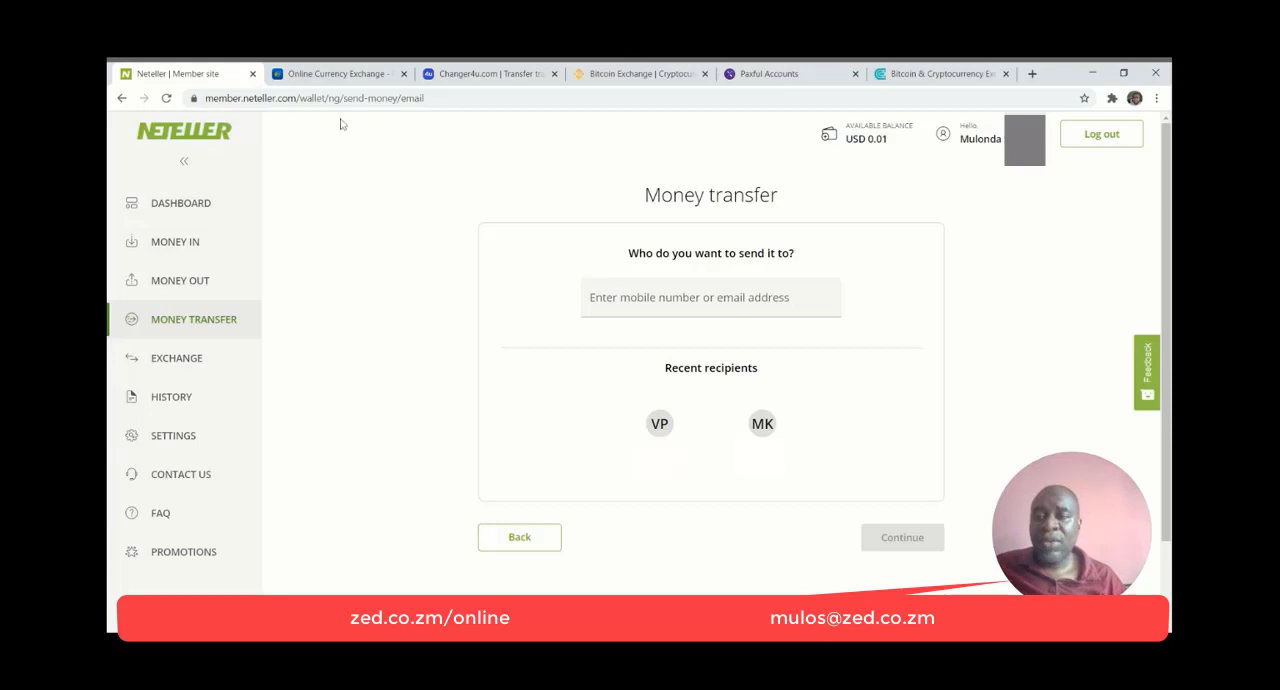 Neteller | Member site
Online Currency Exchange -
4U Changer4u.com | Transfer tra
Bitcoin Exchange | Cryptocu
Paxful Accounts
Bitcoin & Cryptocurrency Ex
member.neteller.com/wallet/ng/send-money/email
NETELLER
AVAILABLE BALANCE
USD 0.01
Hello,
Mulonda
Log out
DASHBOARD
MONEY IN
MONEY OUT
MONEY TRANSFER
EXCHANGE
HISTORY
SETTINGS
CONTACT US
FAQ
PROMOTIONS
Money transfer
Who do you want to send it to?
Enter mobile number or email address
Recent recipients
VP
MK
Back
Continue
Feedback
zed.co.zm/online
mulos@zed.co.zm